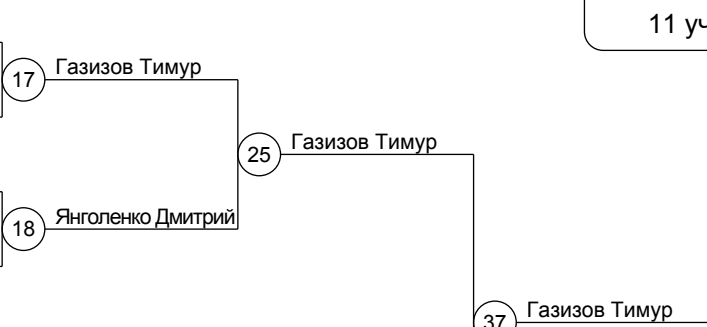 11 уч
17 Газизов Тимур
25 Газизов Тимур
18 Янголенко Дмитрий
37 Газизов Тимур